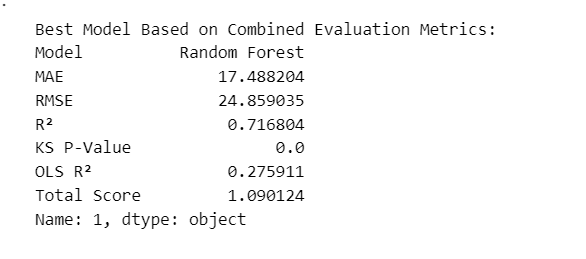 Best Model Based on Combined Evaluation Metrics:
Model Random Forest
MAE 17.488204
RMSE 24.859035
R² 0.716804
KS P-Value 0.0
OLS R² 0.275911
Total Score 1.090124
Name: 1, dtype: object